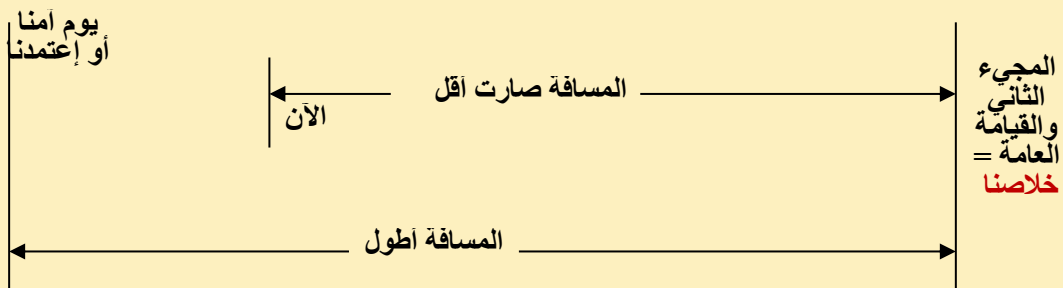 يوم آمنا
أو إعتمدنا
المجيء
الثاني
والقيامة
العامة =
خلاصنا
المسافة صارت أقل
الآن
المسافة أطول